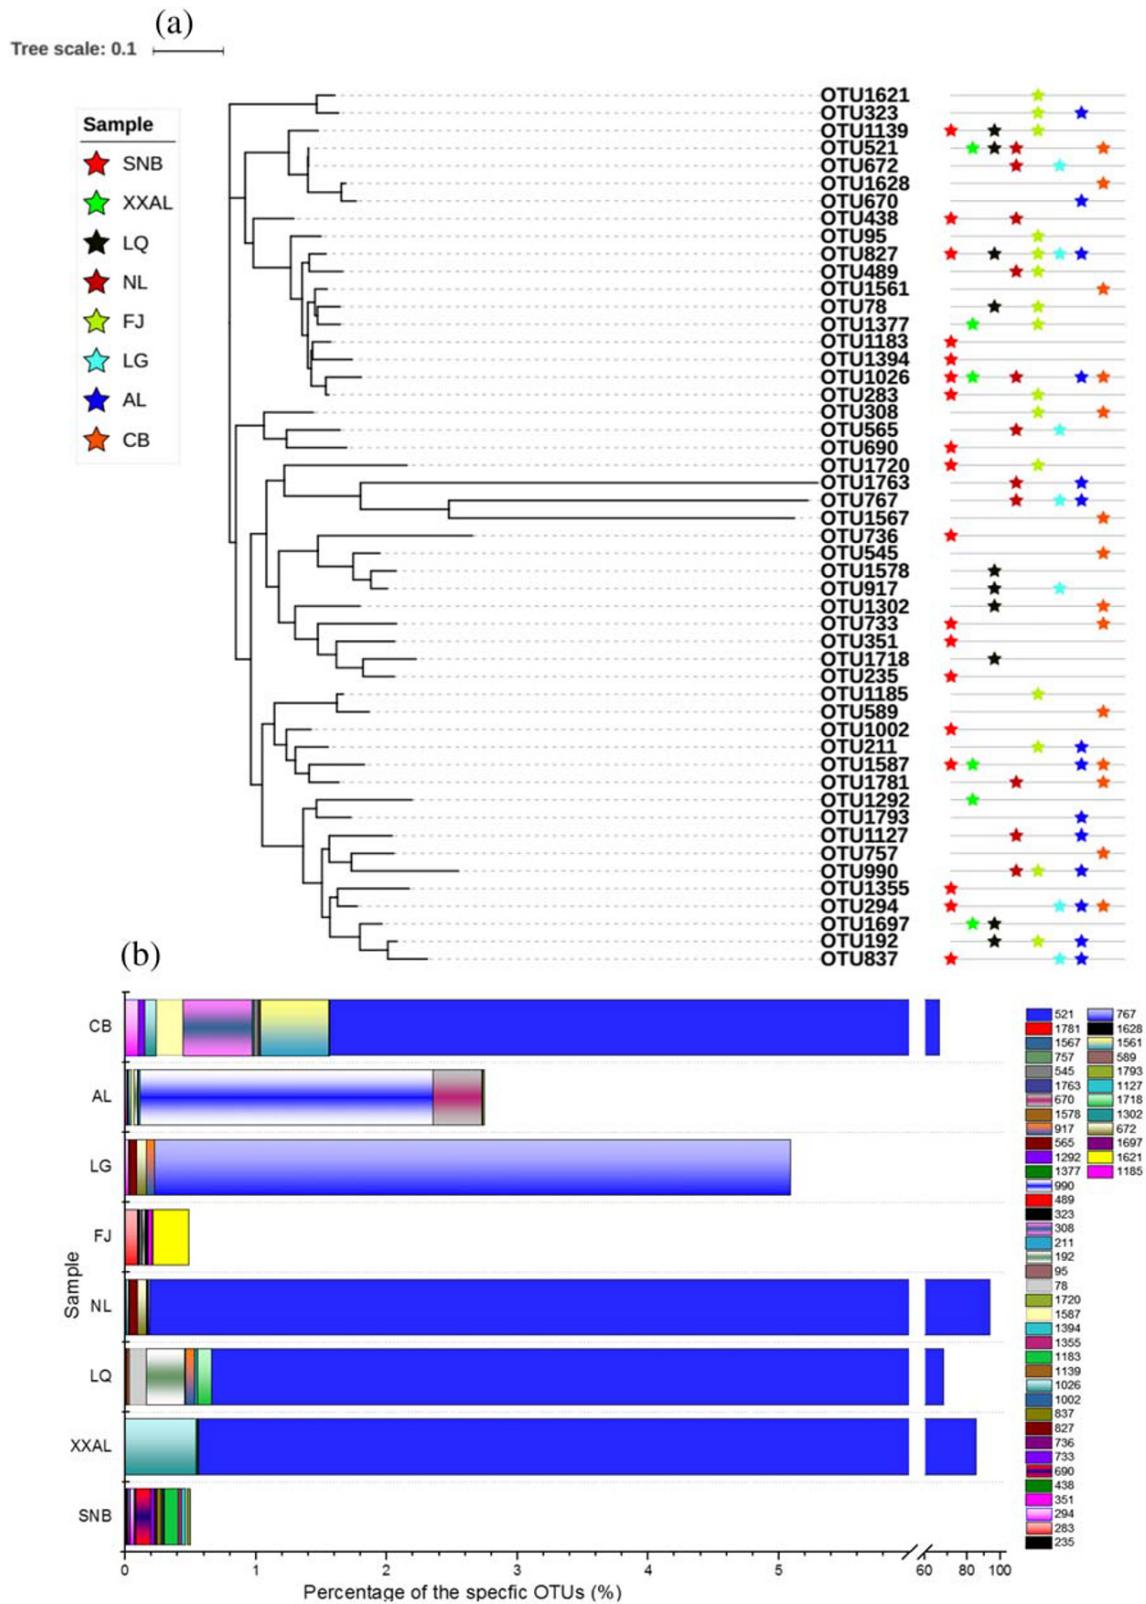 (a)
Tree scale: 0.1
Sample
SNB
XXAL
LQ
NL
FJ
LG
AL
CB
OTU1621
OTU323
OTU1139
OTU521
OTU672
OTU1628
OTU670
OTU438
OTU95
OTU827
OTU489
OTU1561
OTU78
OTU1377
OTU1183
OTU1394
OTU1026
OTU283
OTU308
OTU565
OTU690
OTU1720
OTU1763
OTU767
OTU1567
OTU736
OTU545
OTU1578
OTU917
OTU1302
OTU733
OTU351
OTU1718
OTU235
OTU1185
OTU589
OTU1002
OTU211
OTU1587
OTU1781
OTU1292
OTU1793
OTU1127
OTU757
OTU990
OTU1355
OTU294
OTU1697
OTU192
OTU837
(b)
CB
AL
LG
FJ
NL
LQ
XXAL
SNB
Sample
0 1 2 3 4 5 60 80 100
Percentage of the specfic OTUs (%)
521 767
1781 1628
1567 1561
757 589
545 1793
1763 1127
670 1718
1578 1302
917 672
565 1697
1292 1621
1377 1185
990
489
323
308
211
192
95
78
1720
1587
1394
1355
1183
1139
1026
1002
837
827
736
733
690
438
351
294
283
235